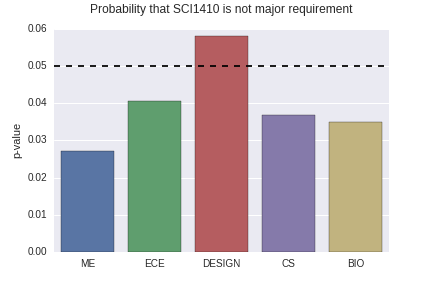 Probability that SCI1410 is not major requirement
0.06
0.05
0.04
0.03
0.02
0.01
0.00
p-value
ME ECE DESIGN CS BIO